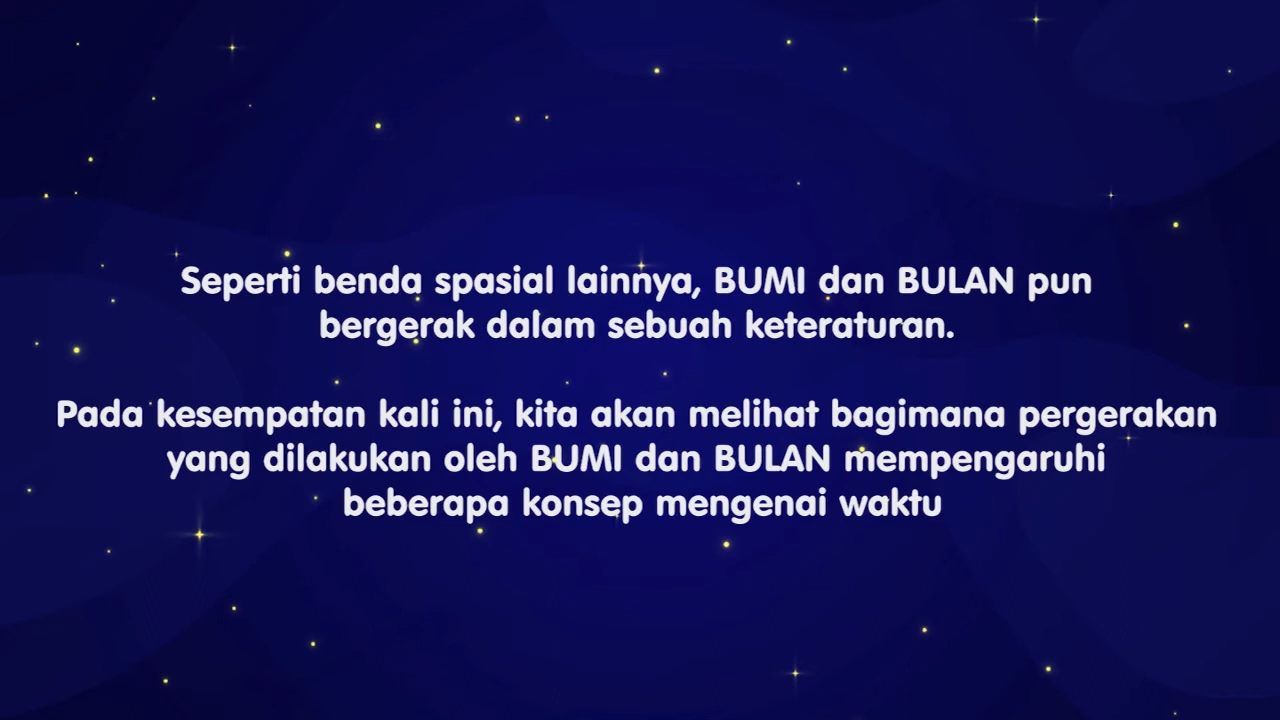 Seperti benda spasial lainnya, BUMI dan BULAN pun
bergerak dalam sebuah keteraturan.
Pada kesempatan kali ini, kita akan melihat bagimana pergerakan
yang dilakukan oleh BUMI dan BULAN mempengaruhi
beberapa konsep mengenai waktu